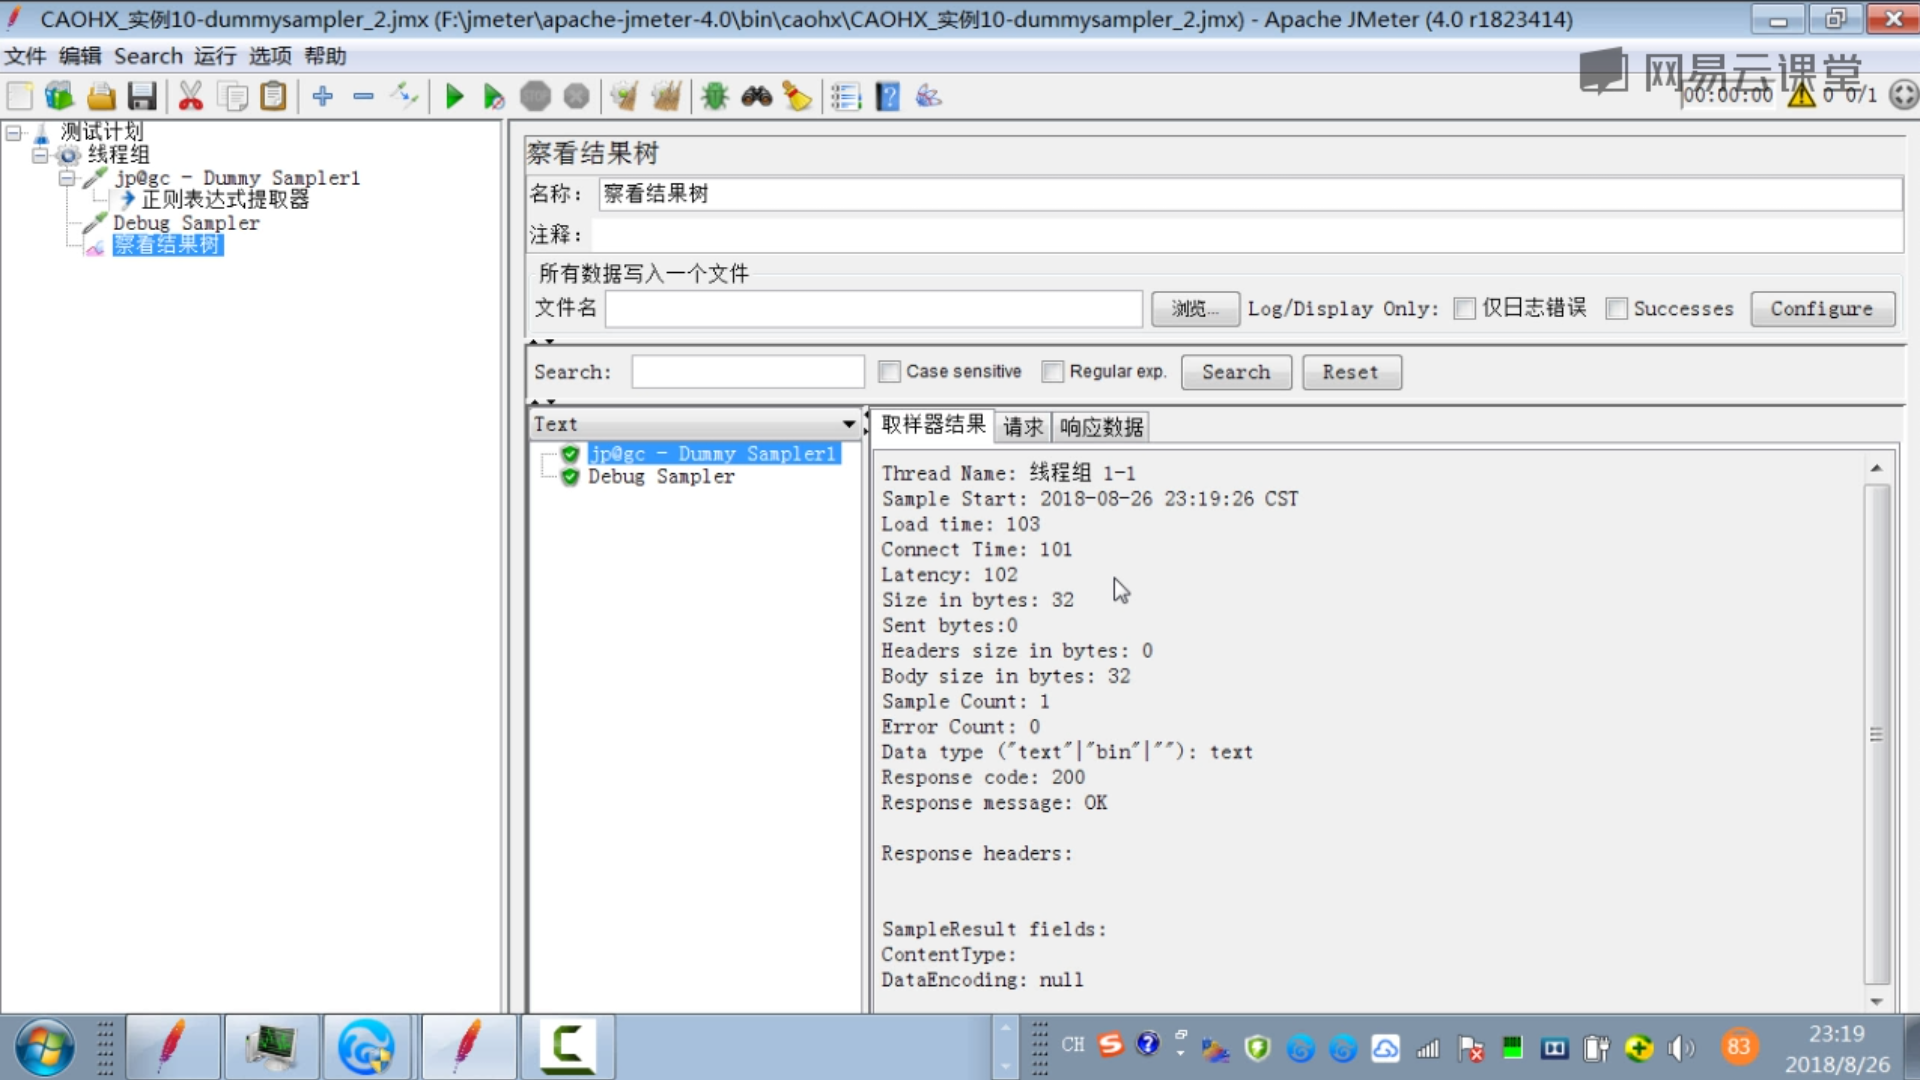 CAOHX_实例10-dummysampler_2.jmx (F:\jmeter\apache-jmeter-4.0\bin\caohx\CAOHX_实例10-dummysampler_2.jmx) - Apache JMeter (4.0 r1823414)
文件 编辑 Search 运行 选项 帮助
网易云课堂
00:00:00 0 0/1
测试计划
线程组
jp@gc - Dummy Sampler1
正则表达式提取器
Debug Sampler
察看结果树
察看结果树
名称： 察看结果树
注释：
所有数据写入一个文件
文件名 浏览... Log/Display Only: 仅日志错误 Successes Configure
Search: Case sensitive Regular exp. Search Reset
Text
jp@gc - Dummy Sampler1
Debug Sampler
取样器结果 请求 响应数据
Thread Name: 线程组 1-1
Sample Start: 2018-08-26 23:19:26 CST
Load time: 103
Connect Time: 101
Latency: 102
Size in bytes: 32
Sent bytes:0
Headers size in bytes: 0
Body size in bytes: 32
Sample Count: 1
Error Count: 0
Data type ("text"|"bin"|""): text
Response code: 200
Response message: OK
Response headers:
SampleResult fields:
ContentType:
DataEncoding: null
CH 83 23:19
2018/8/26